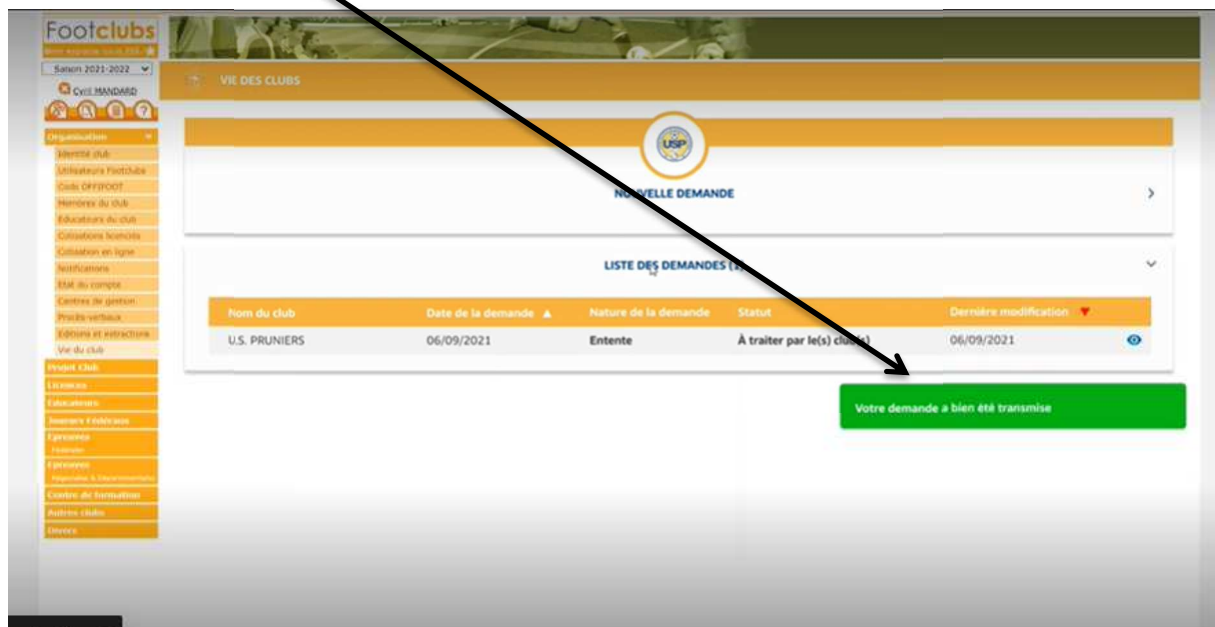 Footclubs
Saison 2021-2022
Cyril MANDARD
VIE DES CLUBS
Organisation
Identité club
Utilisateurs Footclubs
Code OFFIFOOT
Membres du club
Educateurs du club
Cotisations licenciés
Cotisation en ligne
Notifications
Etat du compte
Centres de gestion
Procès-verbaux
Editions et extractions
Vie du club
Projet Club
Licences
Educateurs
Joueurs Fédéraux
Epreuves
Epreuves
Centre de formation
Autres clubs
Divers
USP
NOUVELLE DEMANDE
LISTE DES DEMANDES (1)
Nom du club Date de la demande Nature de la demande Statut Dernière modification
U.S. PRUNIERS 06/09/2021 Entente À traiter par le(s) club(s) 06/09/2021
Votre demande a bien été transmise